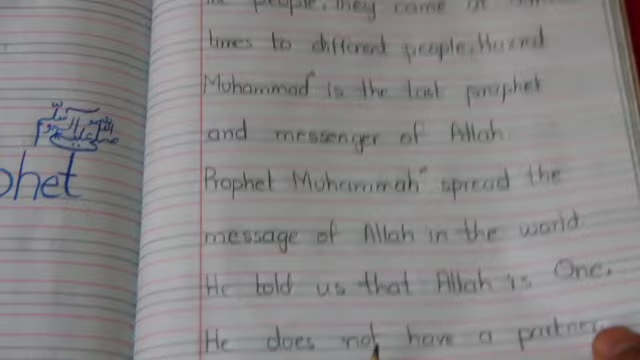 people. They came at
times to different people. Hazrat
Muhammad is the last prophet
and messenger of Allah.
Prophet Muhammah spread the
message of Allah in the world.
He told us that Allah is One.
He does not have a partner
phet